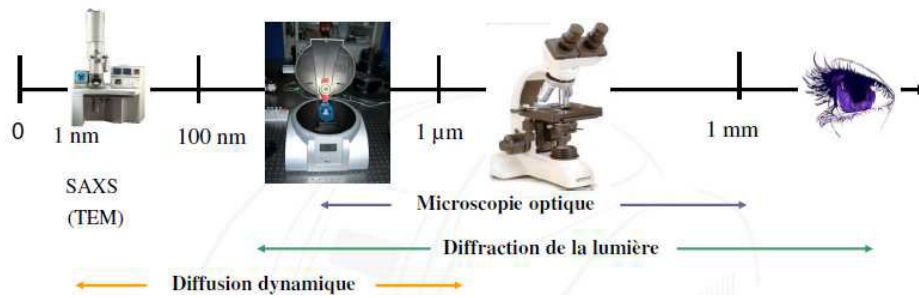 0
1 nm
100 nm
1 µm
1 mm
SAXS
(TEM)
Microscopie optique
Diffraction de la lumière
Diffusion dynamique